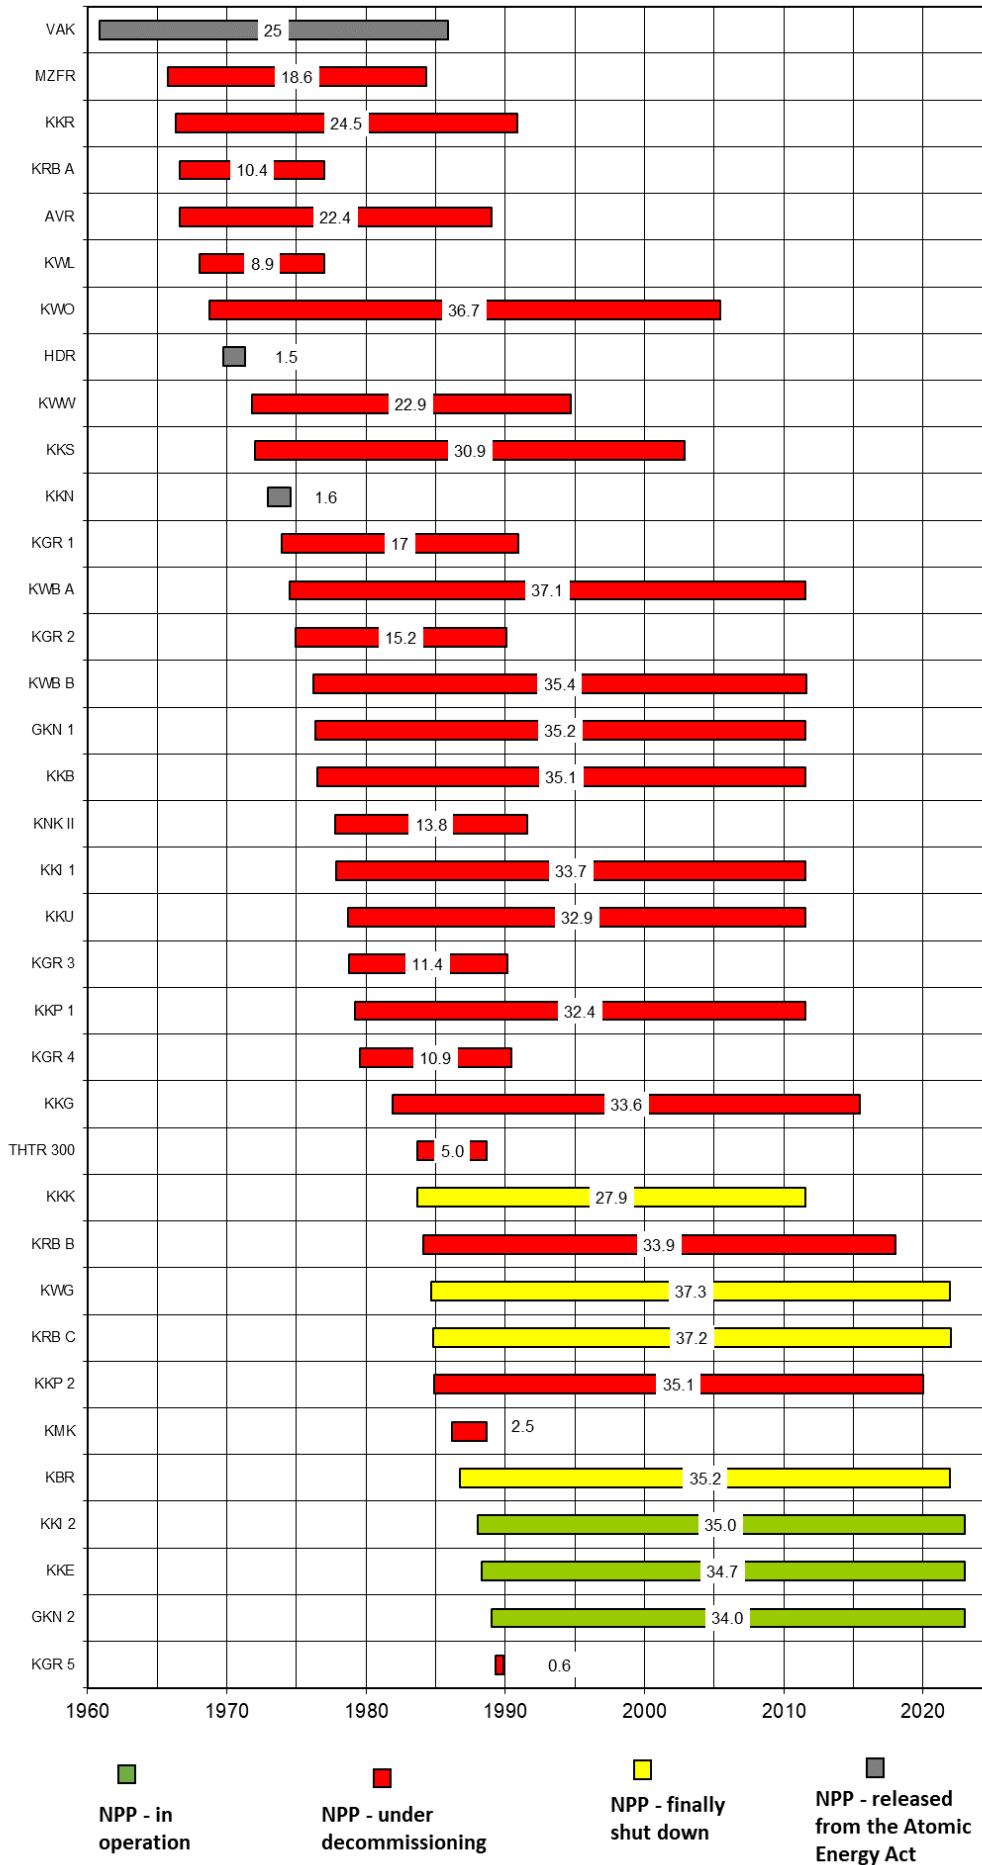 VAK 25
MZFR 18.6
KKR 24.5
KRB A 10.4
AVR 22.4
KWL 8.9
KWO 36.7
HDR 1.5
KWW 22.9
KKS 30.9
KKN 1.6
KGR 1 17
KWB A 37.1
KGR 2 15.2
KWB B 35.4
GKN 1 35.2
KKB 35.1
KNK II 13.8
KKI 1 33.7
KKU 32.9
KGR 3 11.4
KKP 1 32.4
KGR 4 10.9
KKG 33.6
THTR 300 5.0
KKK 27.9
KRB B 33.9
KWG 37.3
KRB C 37.2
KKP 2 35.1
KMK 2.5
KBR 35.2
KKI 2 35.0
KKE 34.7
GKN 2 34.0
KGR 5 0.6
1960 1970 1980 1990 2000 2010 2020
NPP - in
operation
NPP - under
decommissioning
NPP - finally
shut down
NPP - released
from the Atomic
Energy Act